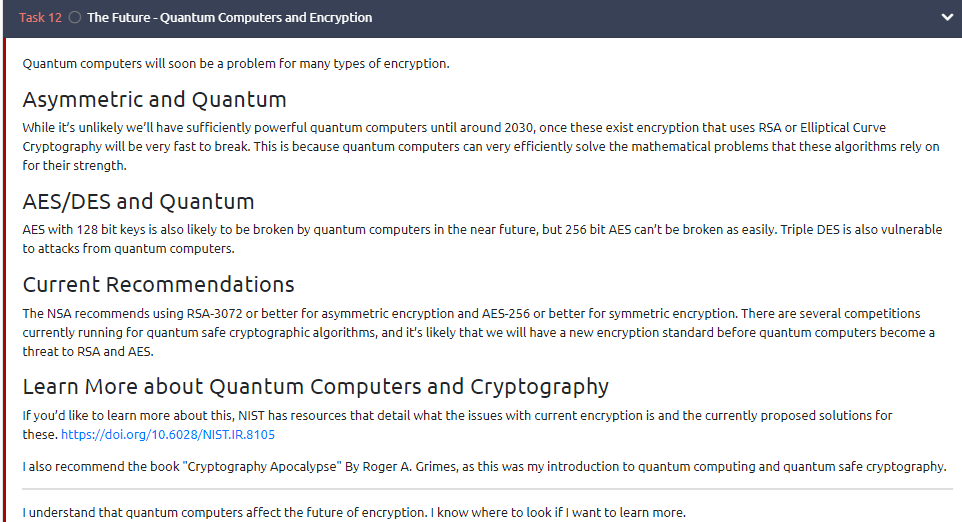 Task 12 The Future - Quantum Computers and Encryption
Quantum computers will soon be a problem for many types of encryption.
Asymmetric and Quantum
While it's unlikely we'll have sufficiently powerful quantum computers until around 2030, once these exist encryption that uses RSA or Elliptical Curve
Cryptography will be very fast to break. This is because quantum computers can very efficiently solve the mathematical problems that these algorithms rely on
for their strength.
AES/DES and Quantum
AES with 128 bit keys is also likely to be broken by quantum computers in the near future, but 256 bit AES can't be broken as easily. Triple DES is also vulnerable
to attacks from quantum computers.
Current Recommendations
The NSA recommends using RSA-3072 or better for asymmetric encryption and AES-256 or better for symmetric encryption. There are several competitions
currently running for quantum safe cryptographic algorithms, and it's likely that we will have a new encryption standard before quantum computers become a
threat to RSA and AES.
Learn More about Quantum Computers and Cryptography
If you'd like to learn more about this, NIST has resources that detail what the issues with current encryption is and the currently proposed solutions for
these. https://doi.org/10.6028/NIST.IR.8105
I also recommend the book "Cryptography Apocalypse" By Roger A. Grimes, as this was my introduction to quantum computing and quantum safe cryptography.
I understand that quantum computers affect the future of encryption. I know where to look if I want to learn more.